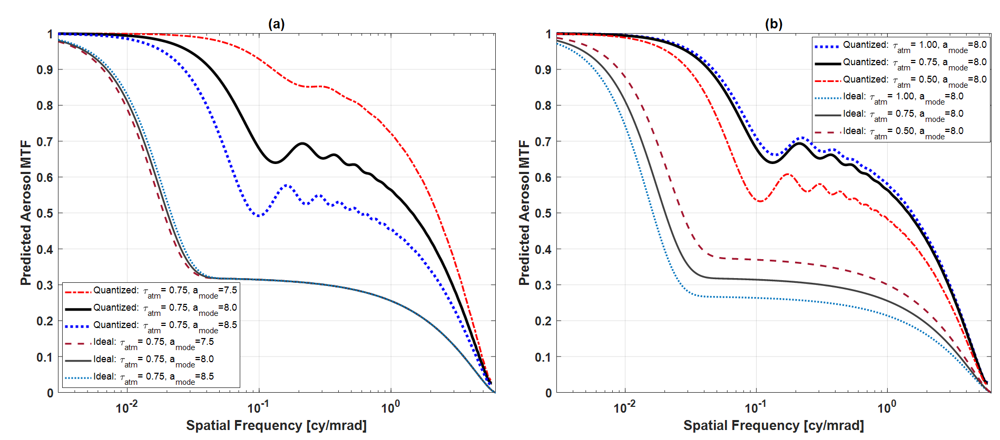 (a)
Predicted Aerosol MTF
1
0.9
0.8
0.7
0.6
0.5
0.4
0.3
0.2
0.1
0
Quantized: τatm= 0.75, amode=7.5
Quantized: τatm= 0.75, amode=8.0
Quantized: τatm= 0.75, amode=8.5
Ideal: τatm= 0.75, amode=7.5
Ideal: τatm= 0.75, amode=8.0
Ideal: τatm= 0.75, amode=8.5
10-2 10-1 100
Spatial Frequency [cy/mrad]
(b)
Predicted Aerosol MTF
1
0.9
0.8
0.7
0.6
0.5
0.4
0.3
0.2
0.1
0
Quantized: τatm= 1.00, amode=8.0
Quantized: τatm= 0.75, amode=8.0
Quantized: τatm= 0.50, amode=8.0
Ideal: τatm= 1.00, amode=8.0
Ideal: τatm= 0.75, amode=8.0
Ideal: τatm= 0.50, amode=8.0
10-2 10-1 100
Spatial Frequency [cy/mrad]